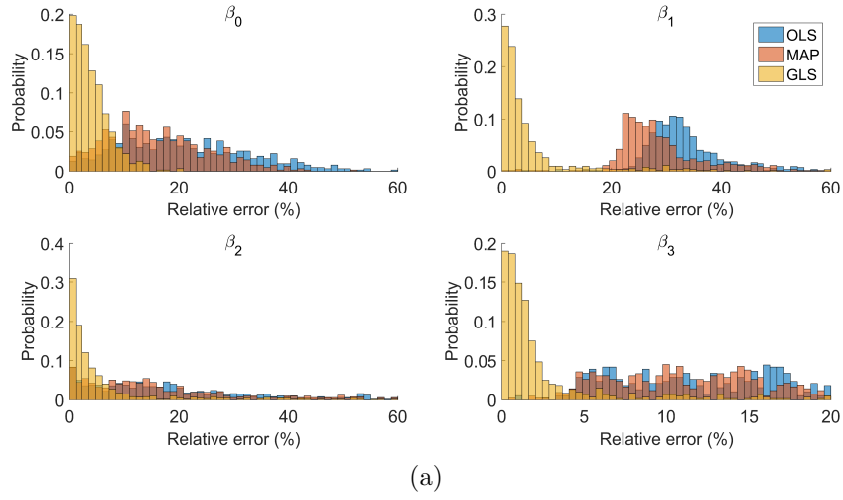 β0
0.2
0.15
0.1
0.05
0
Probability
0 20 40 60
Relative error (%)
β1
0.3
0.2
0.1
0
Probability
0 20 40 60
Relative error (%)
OLS
MAP
GLS
β2
0.4
0.3
0.2
0.1
0
Probability
0 20 40 60
Relative error (%)
β3
0.2
0.15
0.1
0.05
0
Probability
0 5 10 15 20
Relative error (%)
(a)